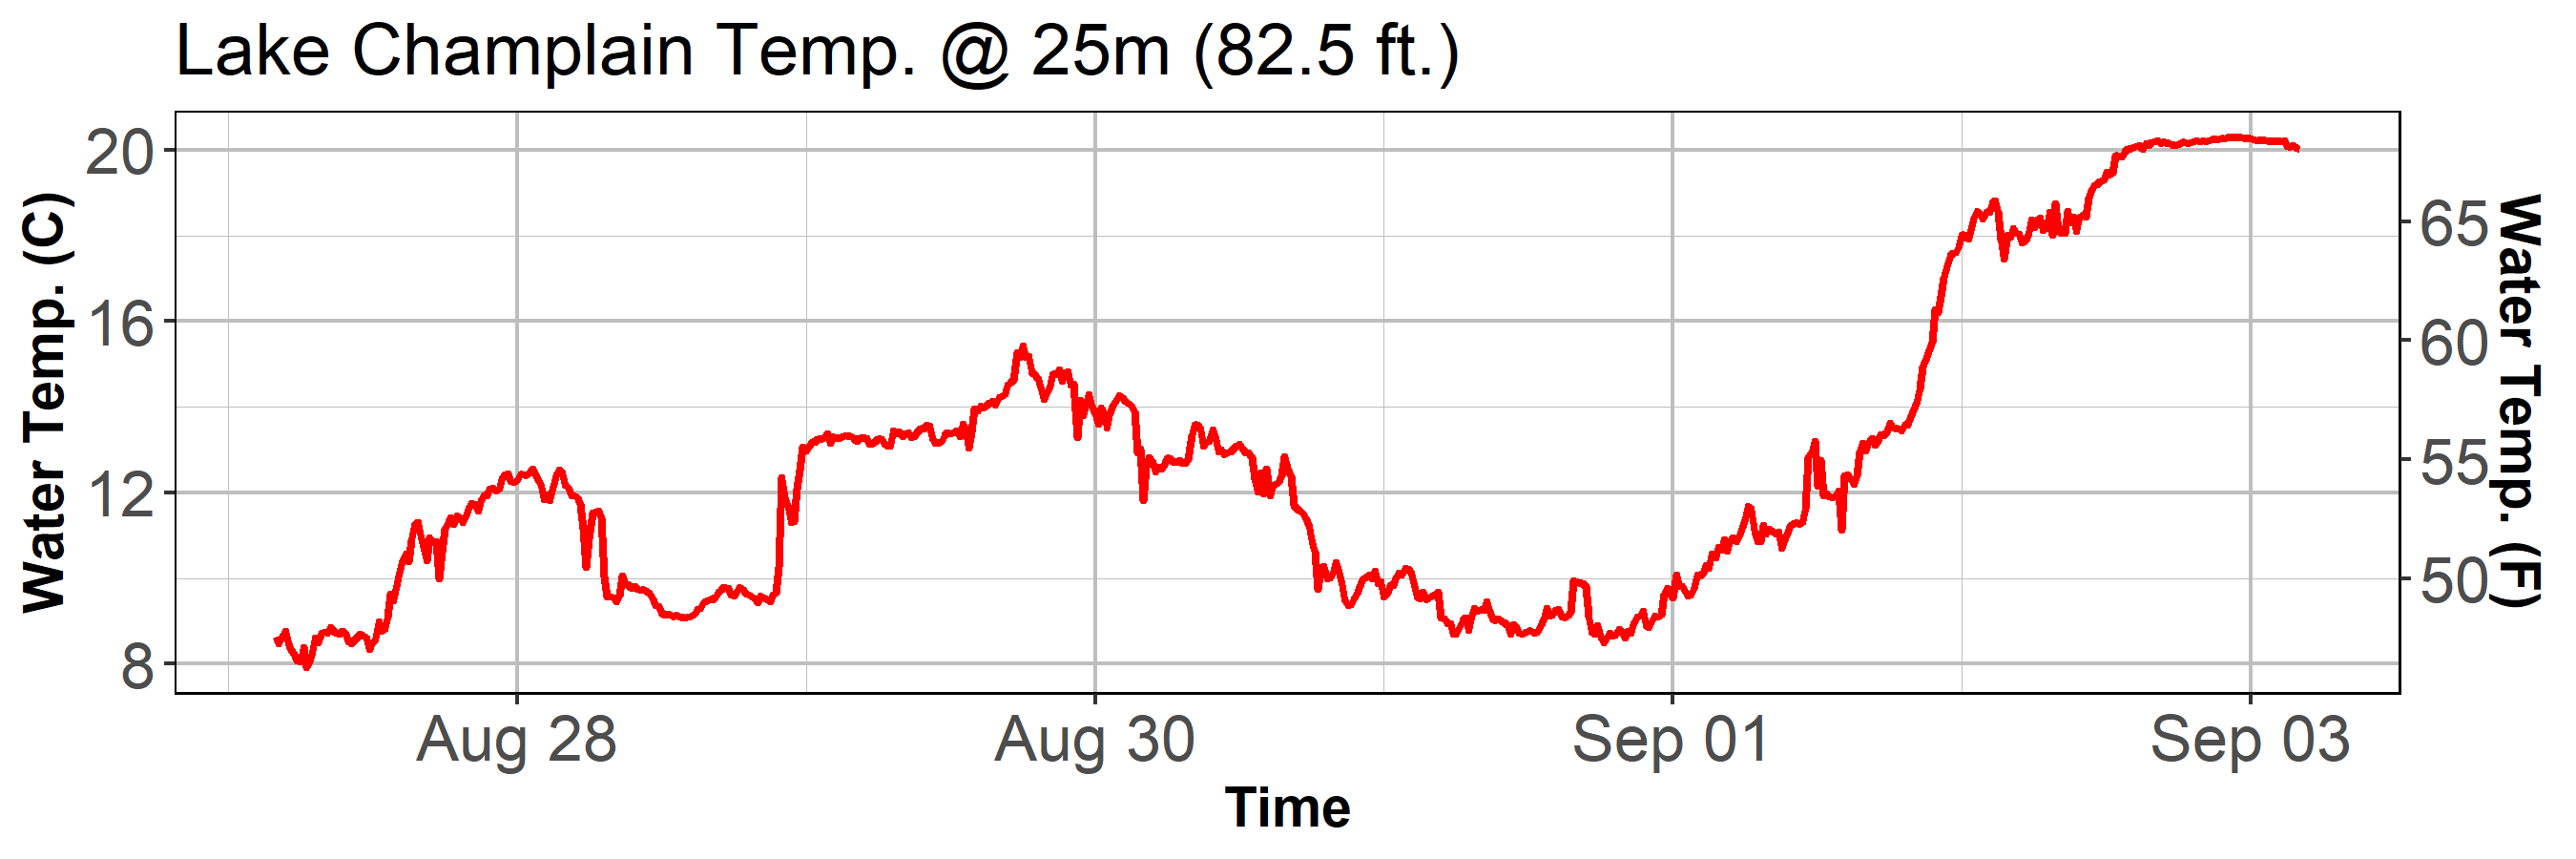 Lake Champlain Temp. @ 25m (82.5 ft.)
Water Temp. (C)
20
16
12
8
65
60
55
50
Water Temp. (F)
Aug 28 Aug 30 Sep 01 Sep 03
Time